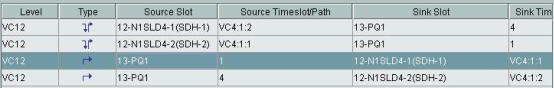 Level Type Source Slot Source Timeslot/Path Sink Slot Sink Tim
VC12 12-N1SLD4-1(SDH-1) VC4:1:2 13-PQ1 4
VC12 12-N1SLD4-2(SDH-2) VC4:1:1 13-PQ1 1
VC12 13-PQ1 1 12-N1SLD4-1(SDH-1) VC4:1:1
VC12 13-PQ1 4 12-N1SLD4-2(SDH-2) VC4:1:2